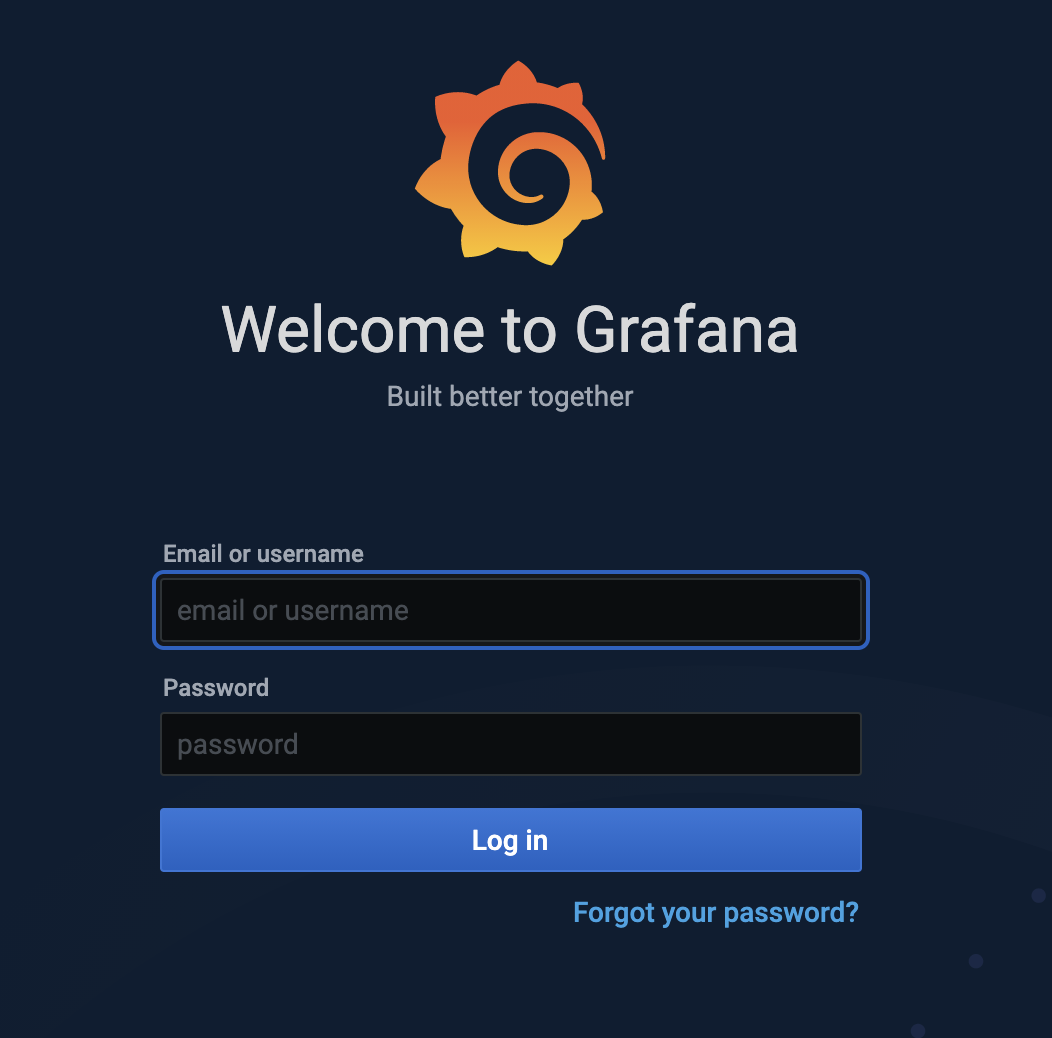 Welcome to Grafana
Built better together
Email or username
email or username
Password
password
Log in
Forgot your password?